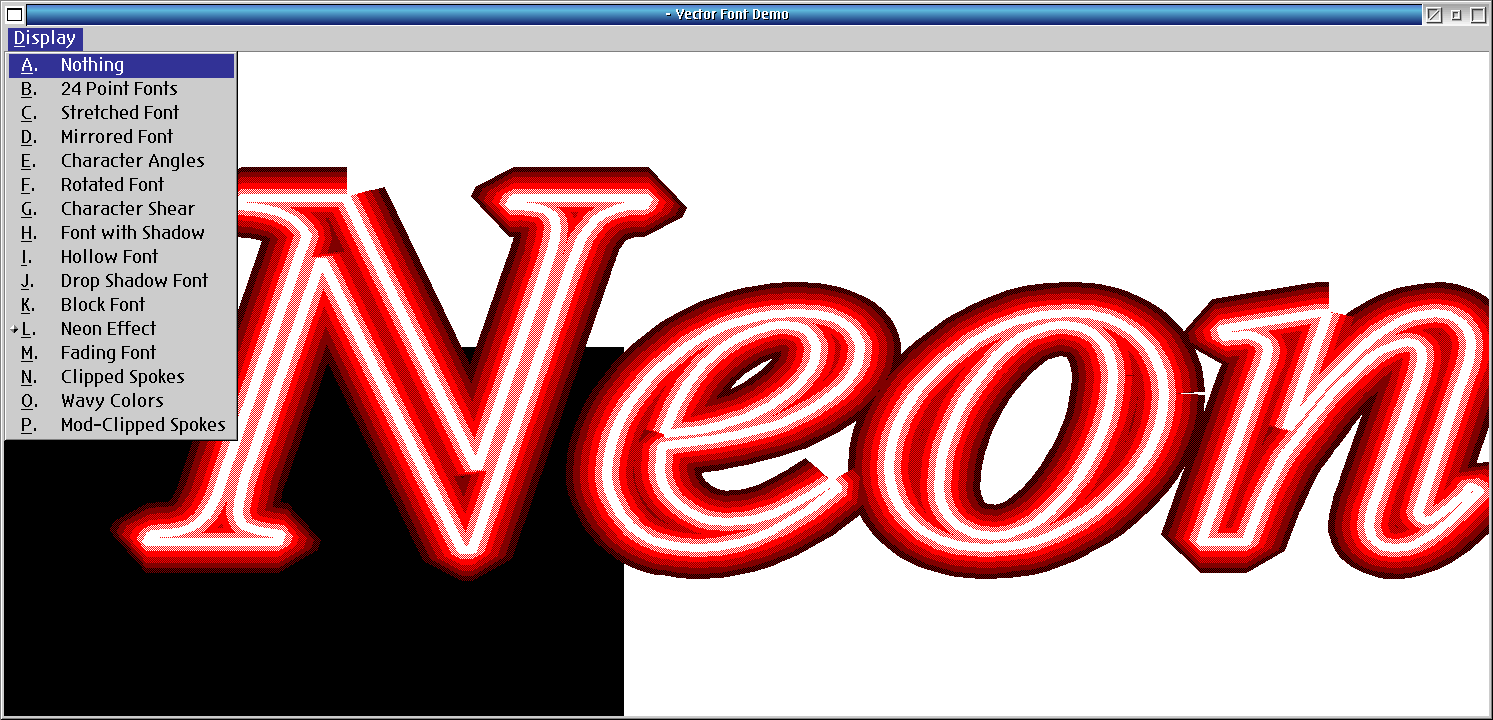 - Vector Font Demo
Display
A. Nothing
B. 24 Point Fonts
C. Stretched Font
D. Mirrored Font
E. Character Angles
F. Rotated Font
G. Character Shear
H. Font with Shadow
I. Hollow Font
J. Drop Shadow Font
K. Block Font
L. Neon Effect
M. Fading Font
N. Clipped Spokes
O. Wavy Colors
P. Mod-Clipped Spokes
Neon